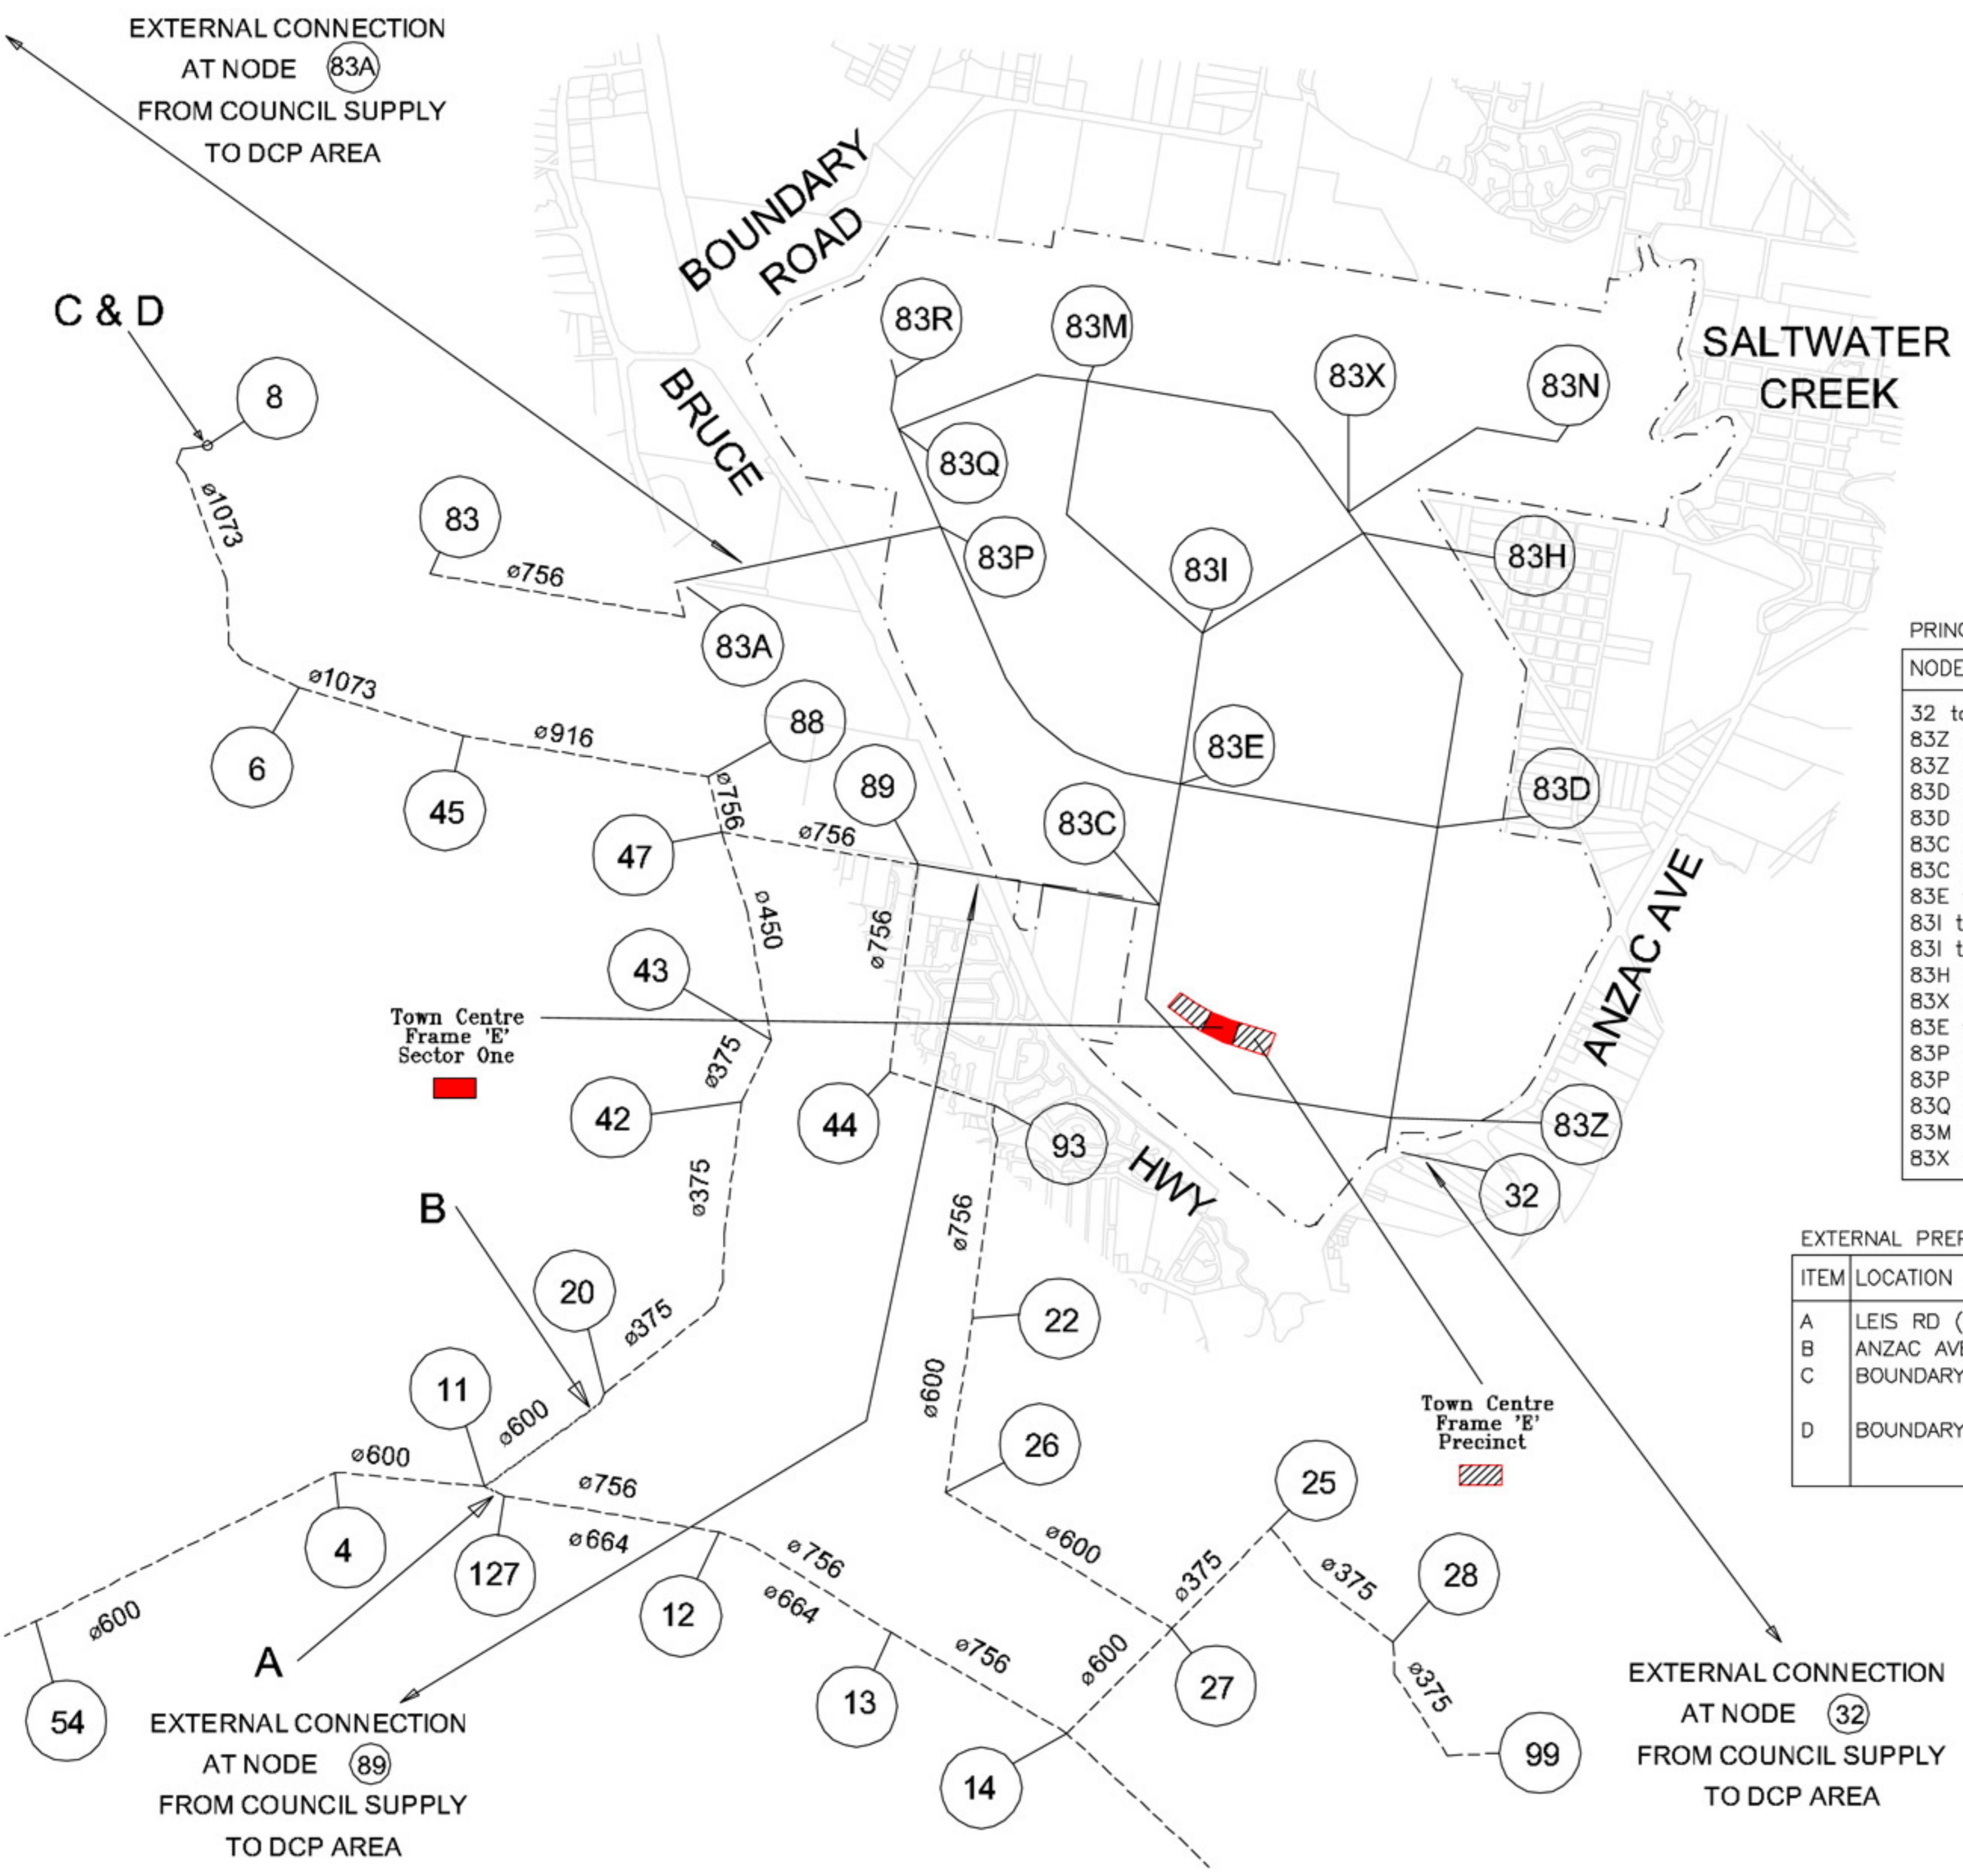 EXTERNAL CONNECTION
AT NODE 83A
FROM COUNCIL SUPPLY
TO DCP AREA
BOUNDARY
ROAD
C & D
8
83R
83M
83X
83N
SALTWATER
CREEK
BRUCE
83Q
ø1073
83
ø756
83P
83I
83H
83A
ø1073
6
45
ø916
88
89
83E
83D
83C
ø756
47
ø756
ø450
ø756
43
ANZAC AVE
Town Centre
Frame 'E'
Sector One
ø375
42
44
93
83Z
32
HWY
ø375
B
ø756
20
22
ø375
11
ø600
ø600
26
ø600
Town Centre
Frame 'E'
Precinct
25
4
127
ø756
ø664
ø756
ø664
12
ø600
ø375
ø375
28
ø600
54
A
13
ø756
ø600
27
ø375
14
99
EXTERNAL CONNECTION
AT NODE 89
FROM COUNCIL SUPPLY
TO DCP AREA
EXTERNAL CONNECTION
AT NODE 32
FROM COUNCIL SUPPLY
TO DCP AREA
NODE
32 to
83Z
83Z
83D
83D
83C
83C
83E
83I t
83I t
83H
83X
83E
83P
83P
83Q
83M
83X
EXTERNAL
ITEM LOCATION
A LEIS RD (
B ANZAC AVE
C BOUNDARY
D BOUNDARY